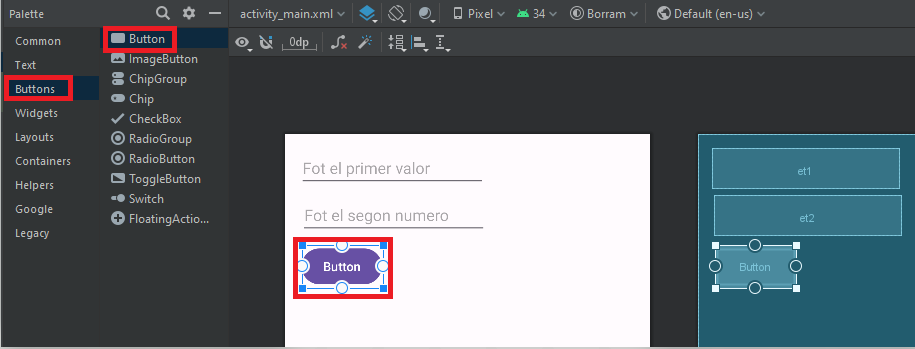 Palette
activity_main.xml
Pixel
34
Borram
Default (en-us)
Common
Text
Buttons
Widgets
Layouts
Containers
Helpers
Google
Legacy
Button
ImageButton
ChipGroup
Chip
CheckBox
RadioGroup
RadioButton
ToggleButton
Switch
FloatingActio...
0dp
Fot el primer valor
Fot el segon numero
Button
et1
et2
Button